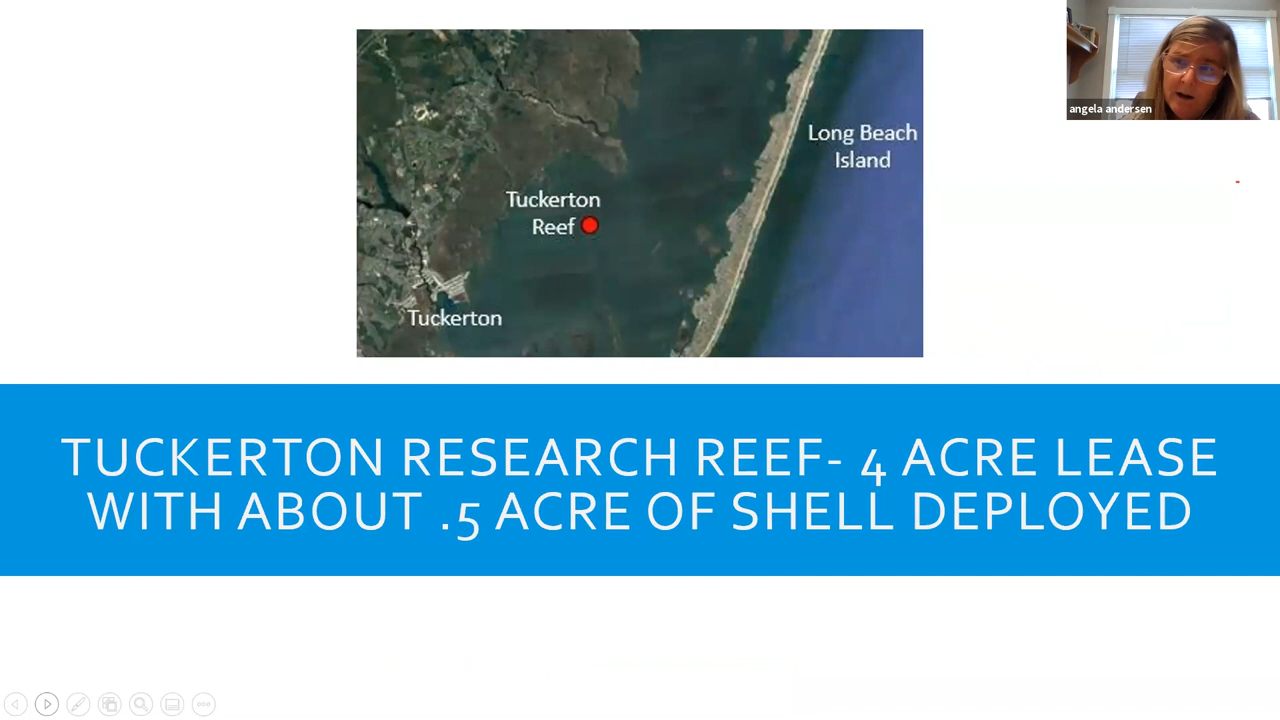 Long Beach
Island
Tuckerton
Reef
Tuckerton
angela andersen
TUCKERTON RESEARCH REEF- 4 ACRE LEASE
WITH ABOUT .5 ACRE OF SHELL DEPLOYED